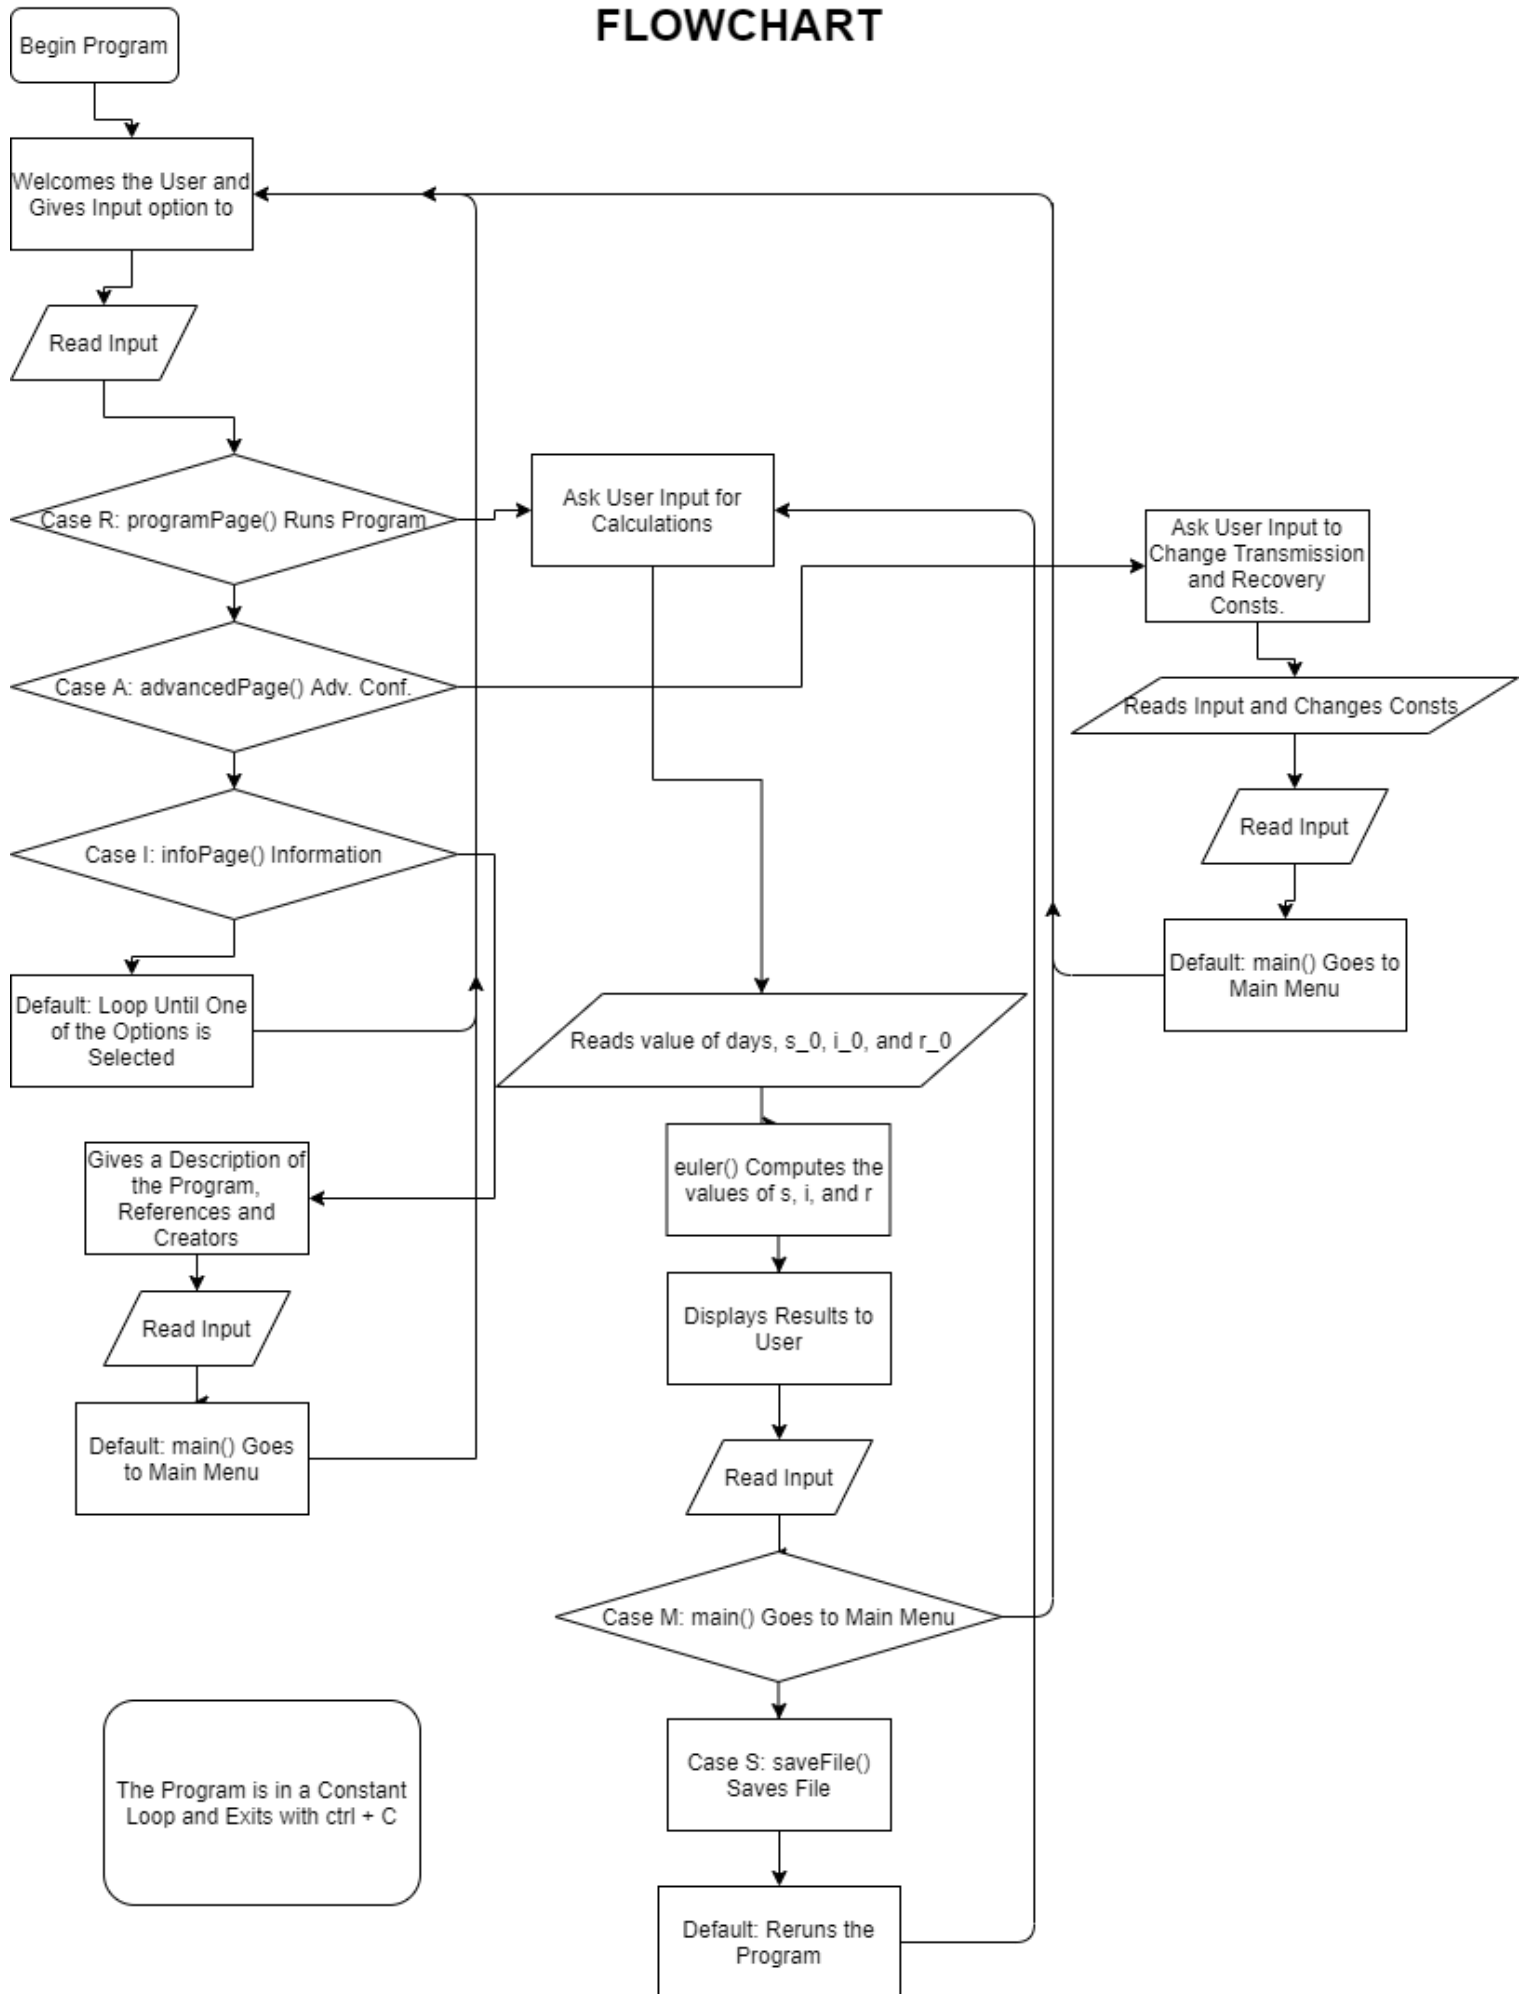 FLOWCHART
Begin Program
Welcomes the User and
Gives Input option to
Read Input
Case R: programPage() Runs Program
Ask User Input for
Calculations
Ask User Input to
Change Transmission
and Recovery
Consts.
Case A: advancedPage() Adv. Conf.
Reads Input and Changes Consts
Read Input
Case I: infoPage() Information
Default: main() Goes to
Main Menu
Default: Loop Until One
of the Options is
Selected
Reads value of days, s_0, i_0, and r_0
Gives a Description of
the Program,
References and
Creators
euler() Computes the
values of s, i, and r
Read Input
Displays Results to
User
Default: main() Goes
to Main Menu
Read Input
Case M: main() Goes to Main Menu
The Program is in a Constant
Loop and Exits with ctrl + C
Case S: saveFile()
Saves File
Default: Reruns the
Program